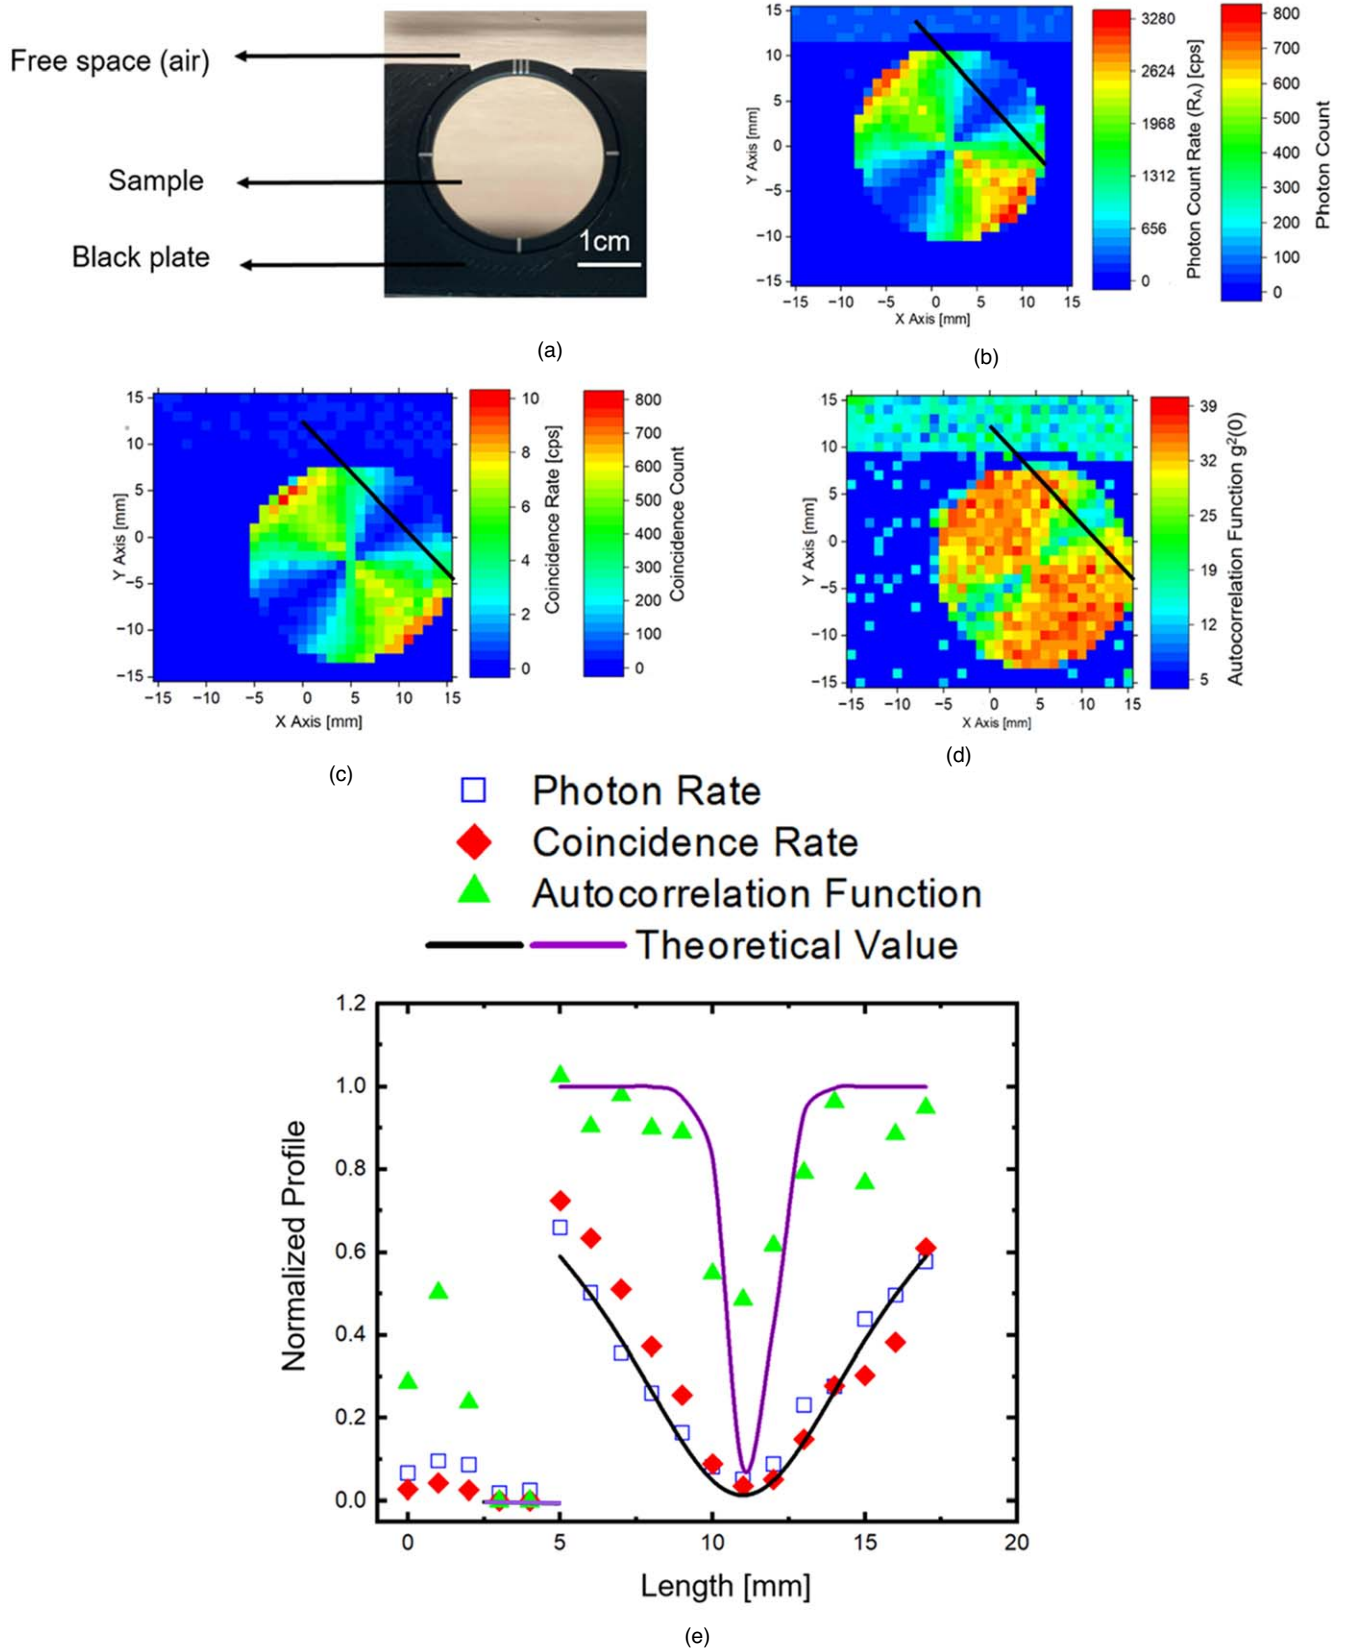 Free space (air)
Sample
Black plate
1cm
(a)
15
10
5
0
−5
−10
−15
Y Axis [mm]
−15 −10 −5 0 5 10 15
X Axis [mm]
3280
2624
1968
1312
656
0
Photon Count Rate (RA) [cps]
800
700
600
500
400
300
200
100
0
Photon Count
(b)
15
10
5
0
−5
−10
−15
Y Axis [mm]
−15 −10 −5 0 5 10 15
X Axis [mm]
10
8
6
4
2
0
Coincidence Rate [cps]
800
700
600
500
400
300
200
100
0
Coincidence Count
(c)
15
10
5
0
−5
−10
−15
Y Axis [mm]
−15 −10 −5 0 5 10 15
X Axis [mm]
39
32
25
19
12
5
Autocorrelation Function g²(0)
(d)
Photon Rate
Coincidence Rate
Autocorrelation Function
Theoretical Value
1.2
1.0
0.8
0.6
0.4
0.2
0.0
Normalized Profile
0 5 10 15 20
Length [mm]
(e)